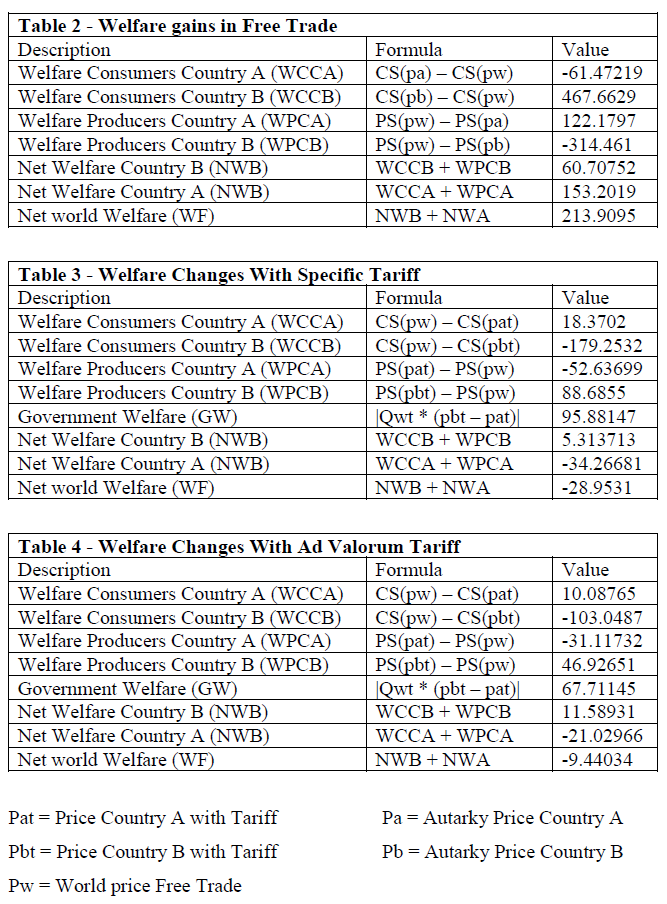 Table 2 - Welfare gains in Free Trade
Description Formula Value
Welfare Consumers Country A (WCCA) CS(pa) – CS(pw) -61.47219
Welfare Consumers Country B (WCCB) CS(pb) – CS(pw) 467.6629
Welfare Producers Country A (WPCA) PS(pw) – PS(pa) 122.1797
Welfare Producers Country B (WPCB) PS(pw) – PS(pb) -314.461
Net Welfare Country B (NWB) WCCB + WPCB 60.70752
Net Welfare Country A (NWB) WCCA + WPCA 153.2019
Net world Welfare (WF) NWB + NWA 213.9095
Table 3 - Welfare Changes With Specific Tariff
Description Formula Value
Welfare Consumers Country A (WCCA) CS(pw) – CS(pat) 18.3702
Welfare Consumers Country B (WCCB) CS(pw) – CS(pbt) -179.2532
Welfare Producers Country A (WPCA) PS(pat) – PS(pw) -52.63699
Welfare Producers Country B (WPCB) PS(pbt) – PS(pw) 88.6855
Government Welfare (GW) |Qwt * (pbt – pat)| 95.88147
Net Welfare Country B (NWB) WCCB + WPCB 5.313713
Net Welfare Country A (NWB) WCCA + WPCA -34.26681
Net world Welfare (WF) NWB + NWA -28.9531
Table 4 - Welfare Changes With Ad Valorum Tariff
Description Formula Value
Welfare Consumers Country A (WCCA) CS(pw) – CS(pat) 10.08765
Welfare Consumers Country B (WCCB) CS(pw) – CS(pbt) -103.0487
Welfare Producers Country A (WPCA) PS(pat) – PS(pw) -31.11732
Welfare Producers Country B (WPCB) PS(pbt) – PS(pw) 46.92651
Government Welfare (GW) |Qwt * (pbt – pat)| 67.71145
Net Welfare Country B (NWB) WCCB + WPCB 11.58931
Net Welfare Country A (NWB) WCCA + WPCA -21.02966
Net world Welfare (WF) NWB + NWA -9.44034
Pat = Price Country A with Tariff Pa = Autarky Price Country A
Pbt = Price Country B with Tariff Pb = Autarky Price Country B
Pw = World price Free Trade